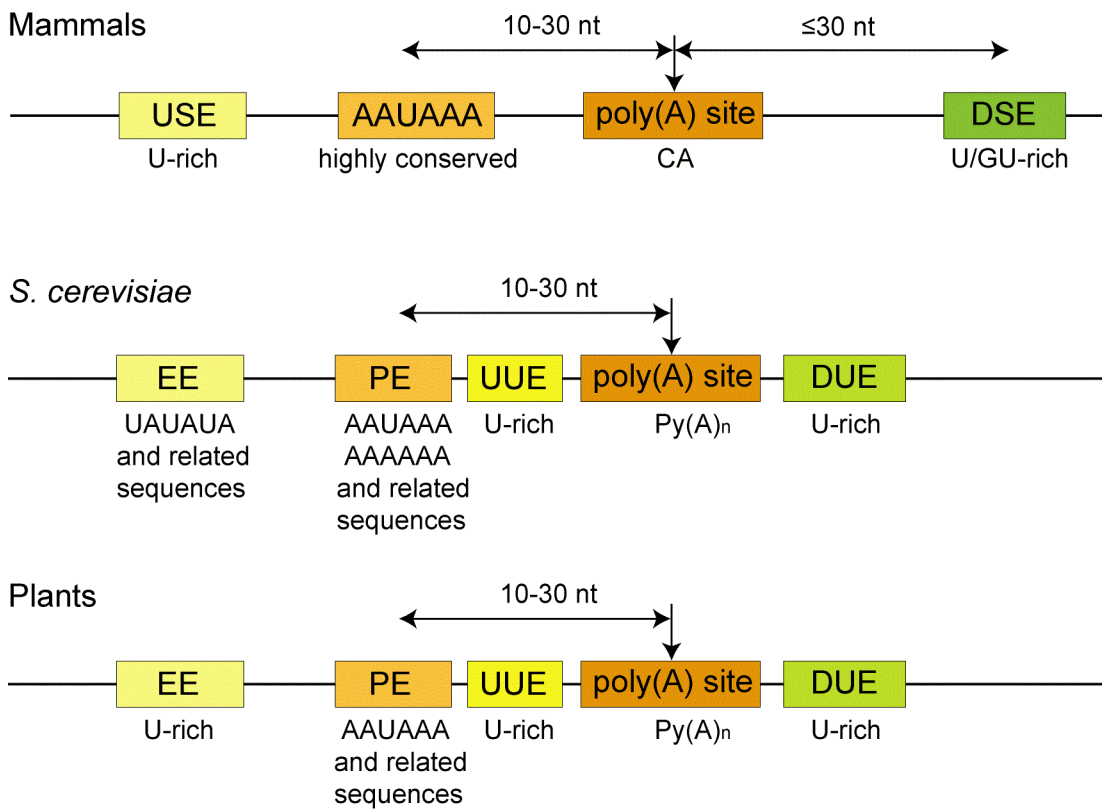 Mammals
10-30 nt
≤30 nt
USE
AAUAAA
poly(A) site
DSE
U-rich
highly conserved
CA
U/GU-rich
S. cerevisiae
10-30 nt
EE
PE
UUE
poly(A) site
DUE
UAUAUA
and related
sequences
AAUAAA
AAAAAA
and related
sequences
U-rich
Py(A)n
U-rich
Plants
10-30 nt
EE
PE
UUE
poly(A) site
DUE
U-rich
AAUAAA
and related
sequences
U-rich
Py(A)n
U-rich